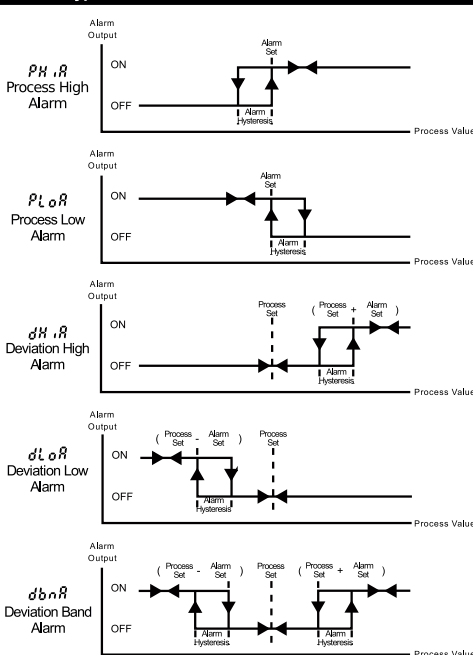 Alarm
Output
Alarm
Set
PH iA
Process High
Alarm
ON
OFF
Alarm
Hysteresis
Process Value
Alarm
Output
Alarm
Set
PLoA
Process Low
Alarm
ON
OFF
Alarm
Hysteresis
Process Value
Alarm
Output
Process
Set
( Process Set + Alarm Set )
dH iA
Deviation High
Alarm
ON
OFF
Alarm
Hysteresis
Process Value
Alarm
Output
( Process Set - Alarm Set )
Process
Set
dLoA
Deviation Low
Alarm
ON
OFF
Alarm
Hysteresis
Process Value
Alarm
Output
( Process Set - Alarm Set )
Process
Set
( Process Set + Alarm Set )
dbnA
Deviation Band
Alarm
ON
OFF
Alarm
Hysteresis
Alarm
Hysteresis
Process Value